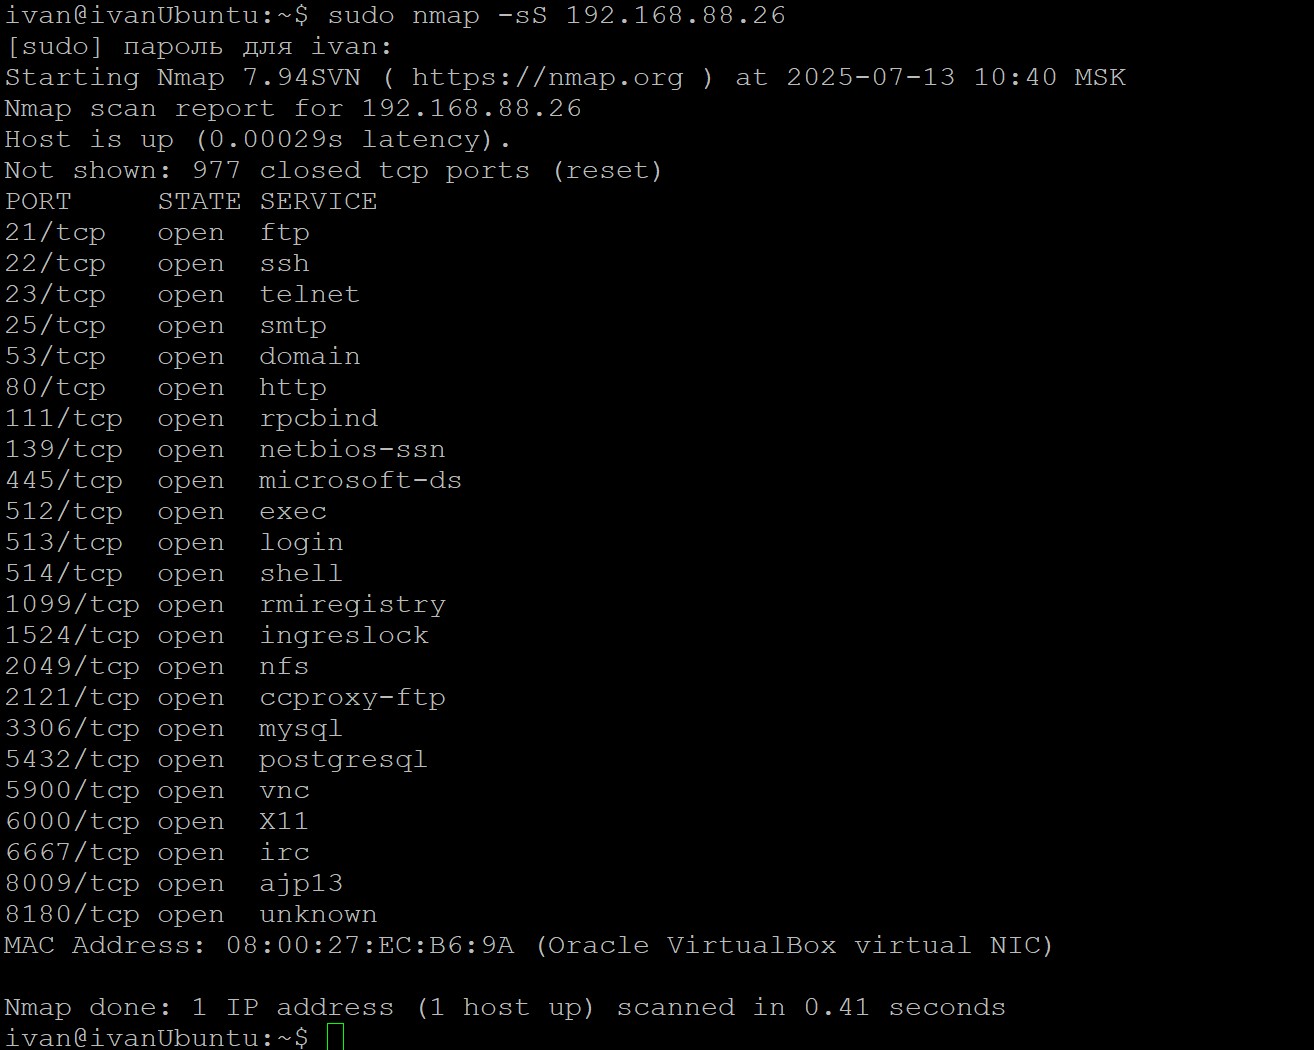 ivan@ivanUbuntu:~$ sudo nmap -sS 192.168.88.26
[sudo] пароль для ivan:
Starting Nmap 7.94SVN ( https://nmap.org ) at 2025-07-13 10:40 MSK
Nmap scan report for 192.168.88.26
Host is up (0.00029s latency).
Not shown: 977 closed tcp ports (reset)
PORT     STATE SERVICE
21/tcp   open  ftp
22/tcp   open  ssh
23/tcp   open  telnet
25/tcp   open  smtp
53/tcp   open  domain
80/tcp   open  http
111/tcp  open  rpcbind
139/tcp  open  netbios-ssn
445/tcp  open  microsoft-ds
512/tcp  open  exec
513/tcp  open  login
514/tcp  open  shell
1099/tcp open  rmiregistry
1524/tcp open  ingreslock
2049/tcp open  nfs
2121/tcp open  ccproxy-ftp
3306/tcp open  mysql
5432/tcp open  postgresql
5900/tcp open  vnc
6000/tcp open  X11
6667/tcp open  irc
8009/tcp open  ajp13
8180/tcp open  unknown
MAC Address: 08:00:27:EC:B6:9A (Oracle VirtualBox virtual NIC)

Nmap done: 1 IP address (1 host up) scanned in 0.41 seconds
ivan@ivanUbuntu:~$